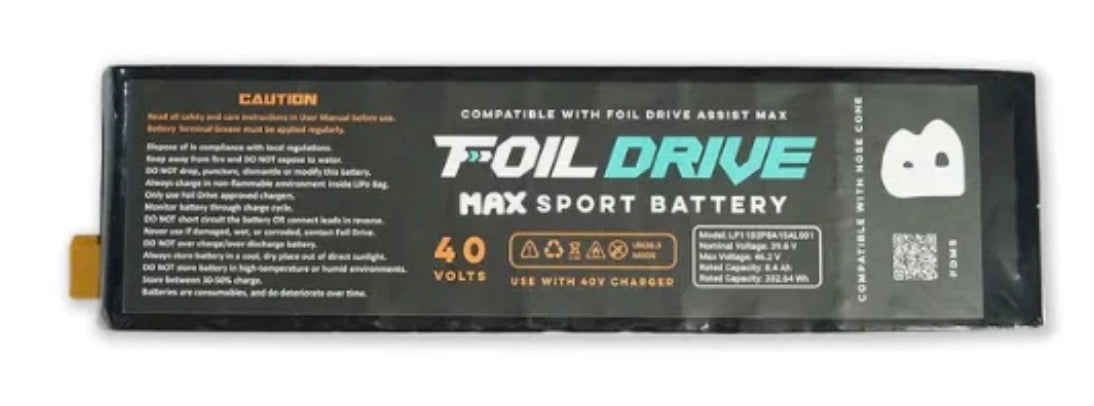 CAUTION
Read all safety and care instructions in User Manual before use.
Battery Terminal Grease must be applied regularly.
Dispose of in compliance with local regulations.
Keep away from fire and DO NOT expose to water.
DO NOT drop, puncture, dismantle or modify this battery.
Always charge in non-flammable environment inside LiPo Bag.
Only use Foil Drive approved chargers.
Monitor battery through charge cycle.
DO NOT short circuit the battery OR connect leads in reverse.
Never use if damaged, wet, or corroded, contact Foil Drive.
DO NOT over charge/over discharge battery.
Always store battery in a cool, dry place out of direct sunlight.
DO NOT store battery in high-temperature or humid environments.
Store between 30-50% charge.
Batteries are consumables, and do deteriorate over time.
COMPATIBLE WITH FOIL DRIVE ASSIST MAX
FOIL DRIVE
MAX SPORT BATTERY
40
VOLTS
UN38.3
MSDS
USE WITH 40V CHARGER
Nominal Voltage: 39.6 V
Max Voltage: 46.2 V
Rated Capacity: 8.4 Ah
Rated Capacity: 332.64 Wh
COMPATIBLE WITH NOSE CONE
B